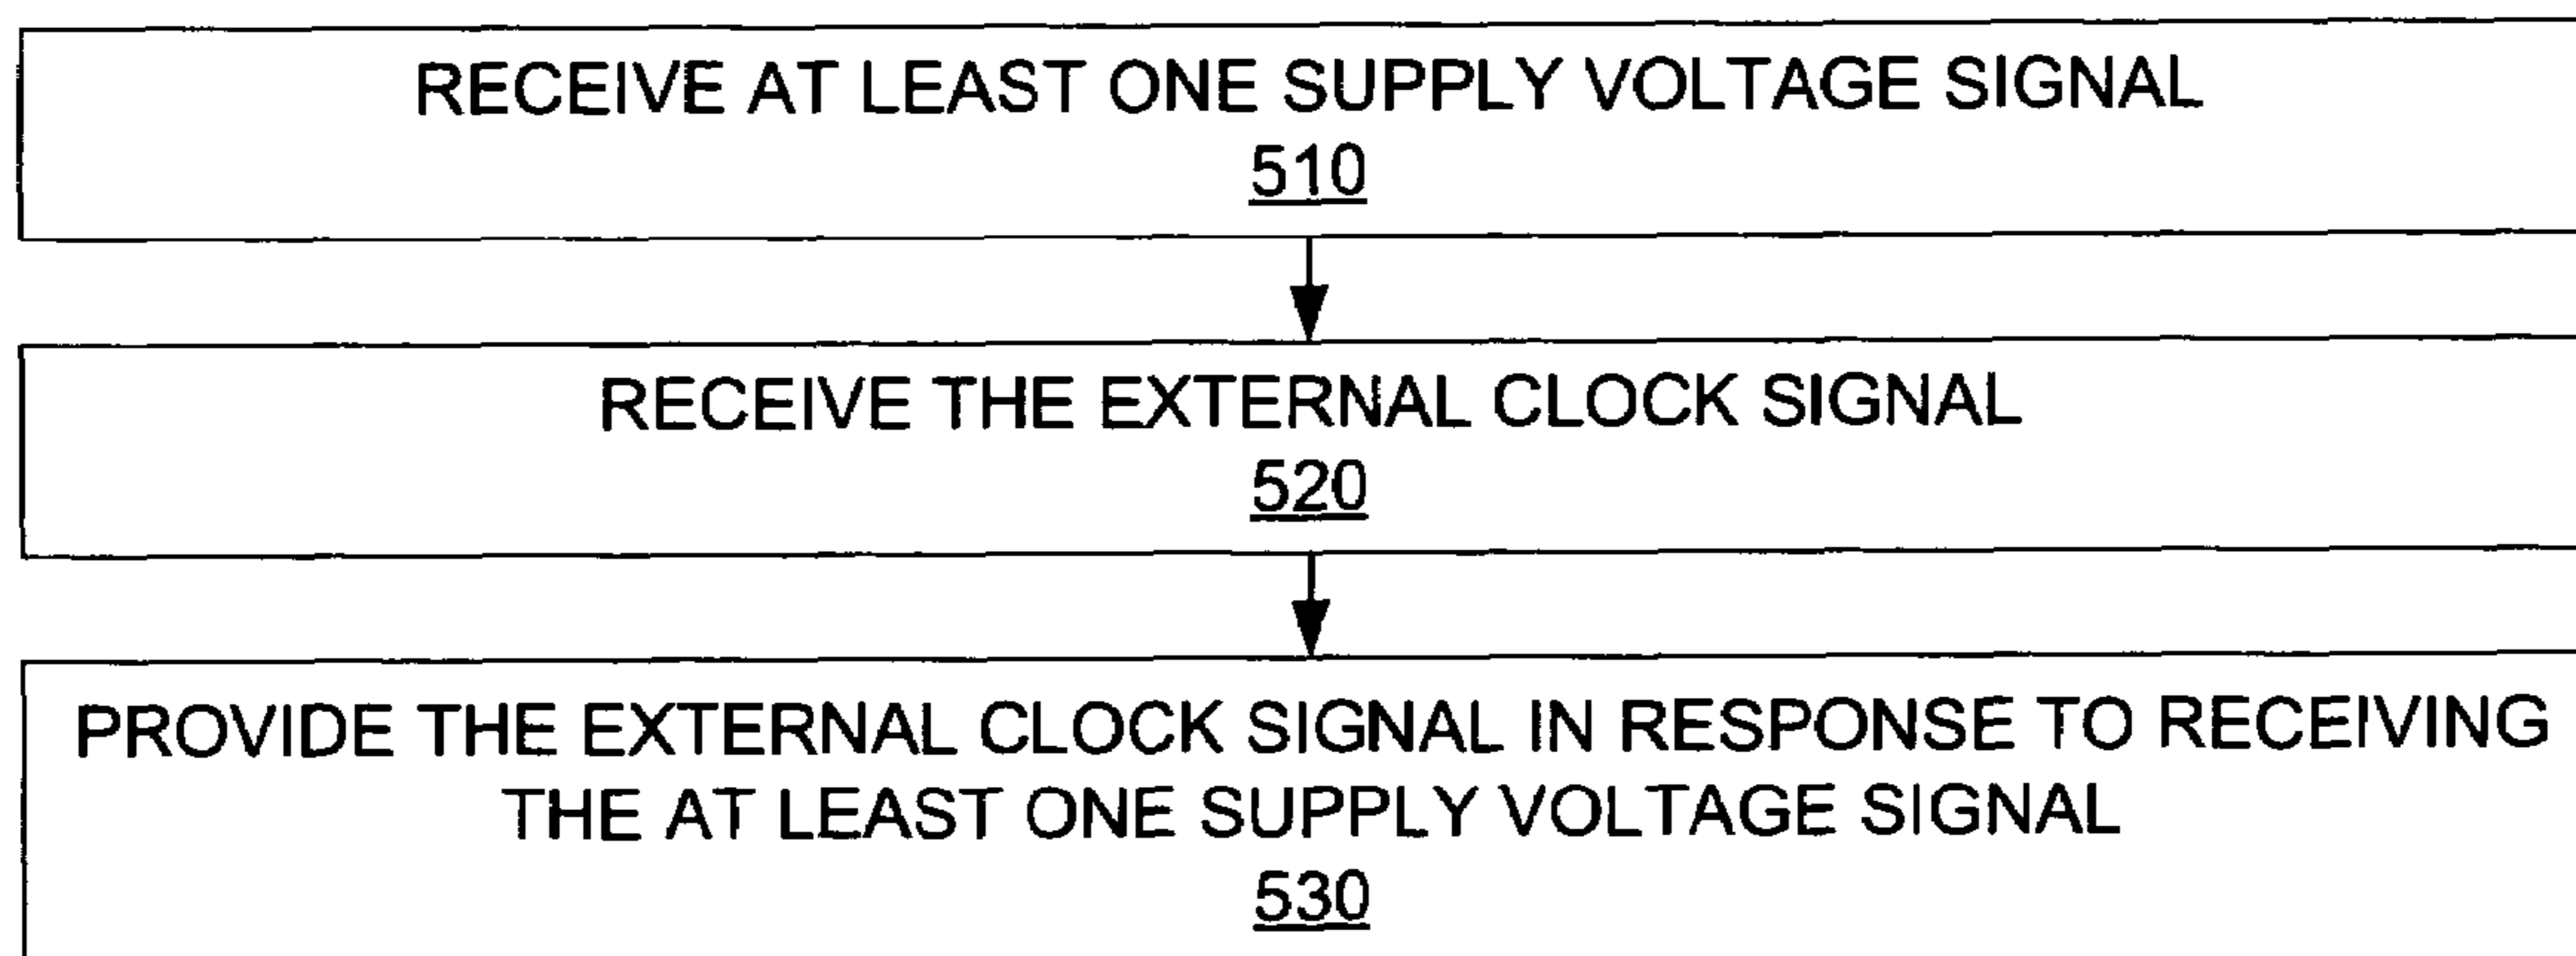 RECEIVE AT LEAST ONE SUPPLY VOLTAGE SIGNAL
510
RECEIVE THE EXTERNAL CLOCK SIGNAL
520
PROVIDE THE EXTERNAL CLOCK SIGNAL IN RESPONSE TO RECEIVING
THE AT LEAST ONE SUPPLY VOLTAGE SIGNAL
530